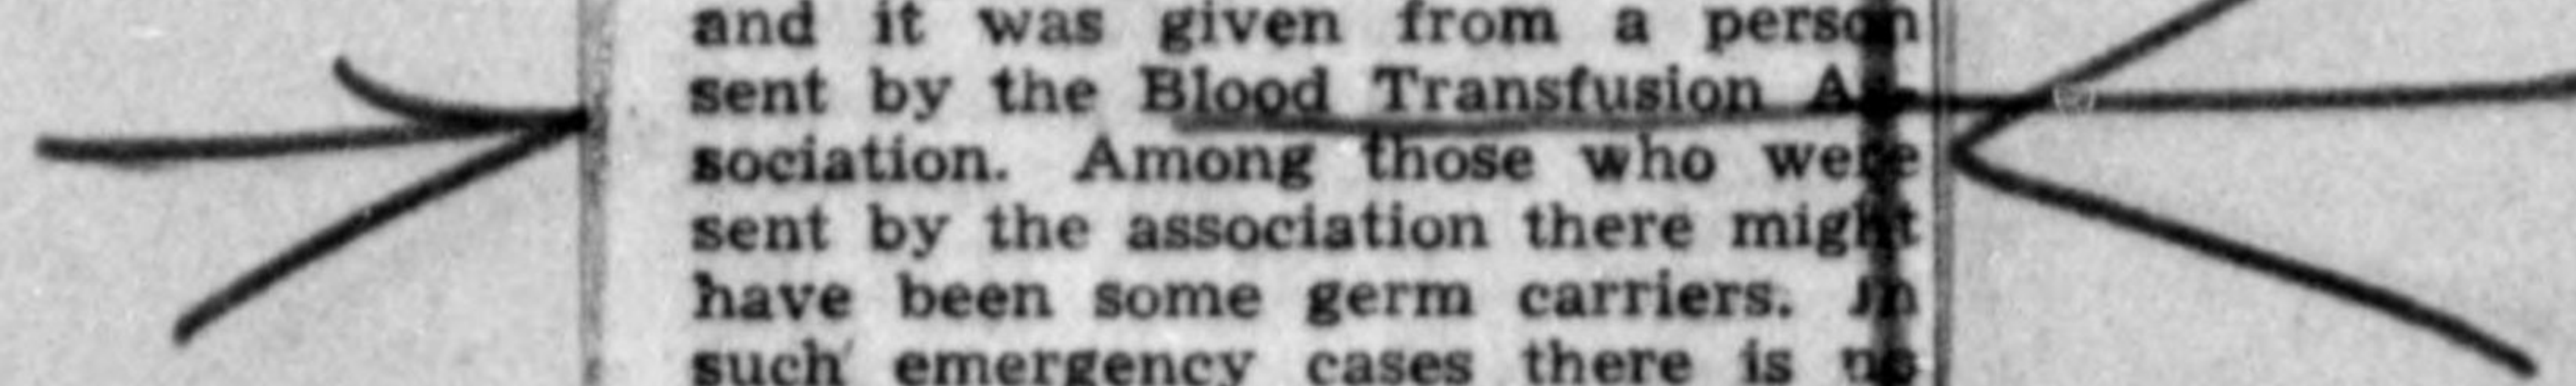 and it was given from a person
sent by the Blood Transfusion As-
sociation. Among those who were
sent by the association there might
have been some germ carriers. In
such emergency cases there is no